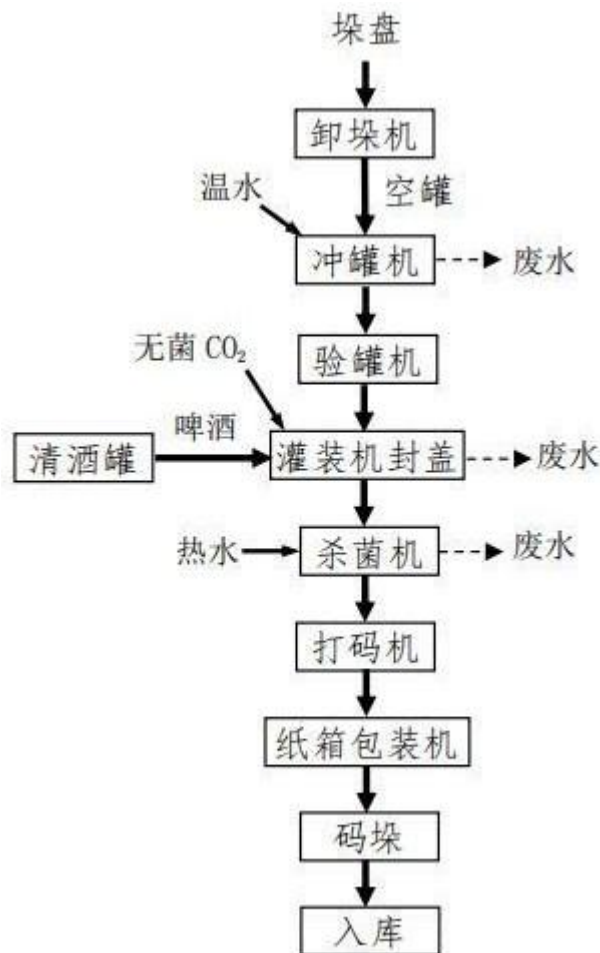 垛盘
卸垛机
温水
空罐
冲罐机
废水
无菌 CO₂
验罐机
啤酒
清酒罐
灌装机封盖
废水
热水
杀菌机
废水
打码机
纸箱包装机
码垛
入库